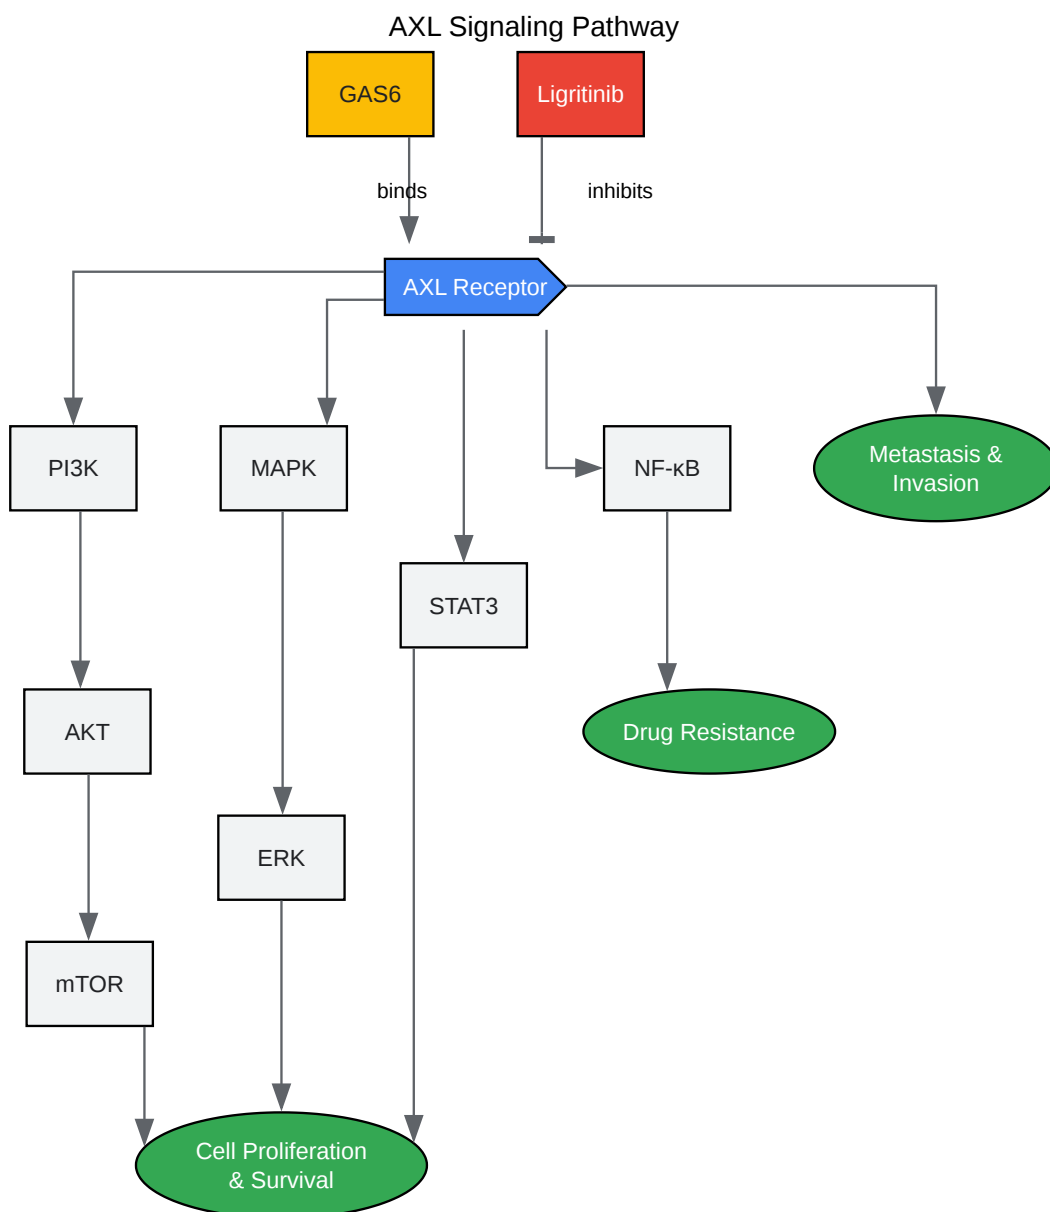 AXL Signaling Pathway
GAS6
Ligritinib
binds
inhibits
AXL Receptor
PI3K
MAPK
NF-κB
Metastasis &
Invasion
STAT3
AKT
Drug Resistance
ERK
mTOR
Cell Proliferation
& Survival